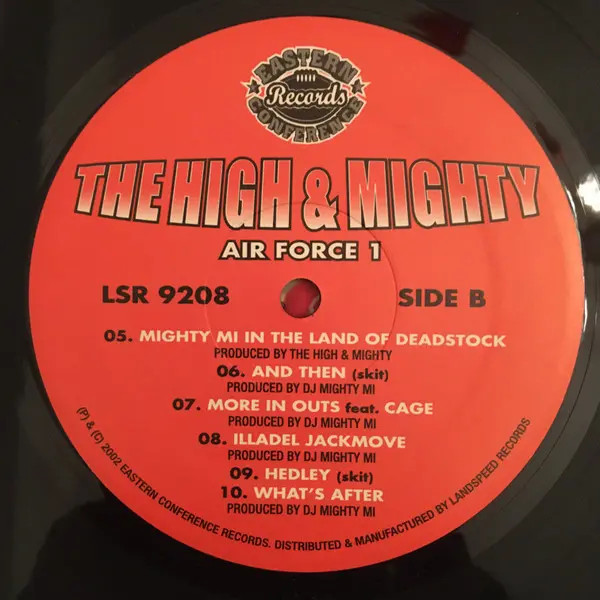 EASTERN
Records
CONFERENCE
THE HIGH & MIGHTY
AIR FORCE 1
LSR 9208
SIDE B
05. MIGHTY MI IN THE LAND OF DEADSTOCK
PRODUCED BY THE HIGH & MIGHTY
06. AND THEN (skit)
PRODUCED BY DJ MIGHTY MI
07. MORE IN OUTS feat. CAGE
PRODUCED BY DJ MIGHTY MI
08. ILLADEL JACKMOVE
PRODUCED BY DJ MIGHTY MI
09. HEDLEY (skit)
10. WHAT'S AFTER
PRODUCED BY DJ MIGHTY MI
(P) & (C) 2002 EASTERN CONFERENCE RECORDS. DISTRIBUTED & MANUFACTURED BY LANDSPEED RECORDS